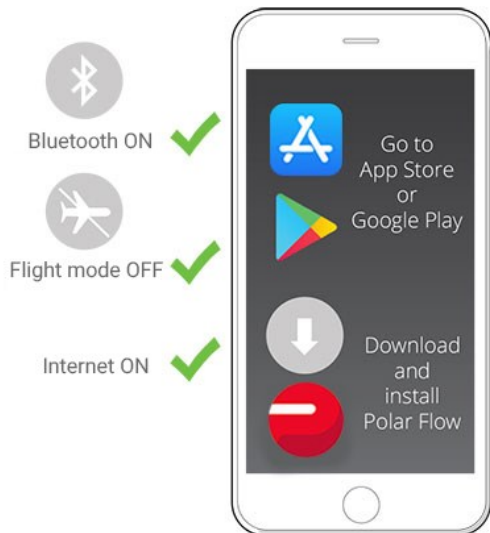 Bluetooth ON
Flight mode OFF
Internet ON
Go to
App Store
or
Google Play
Download
and
install
Polar Flow